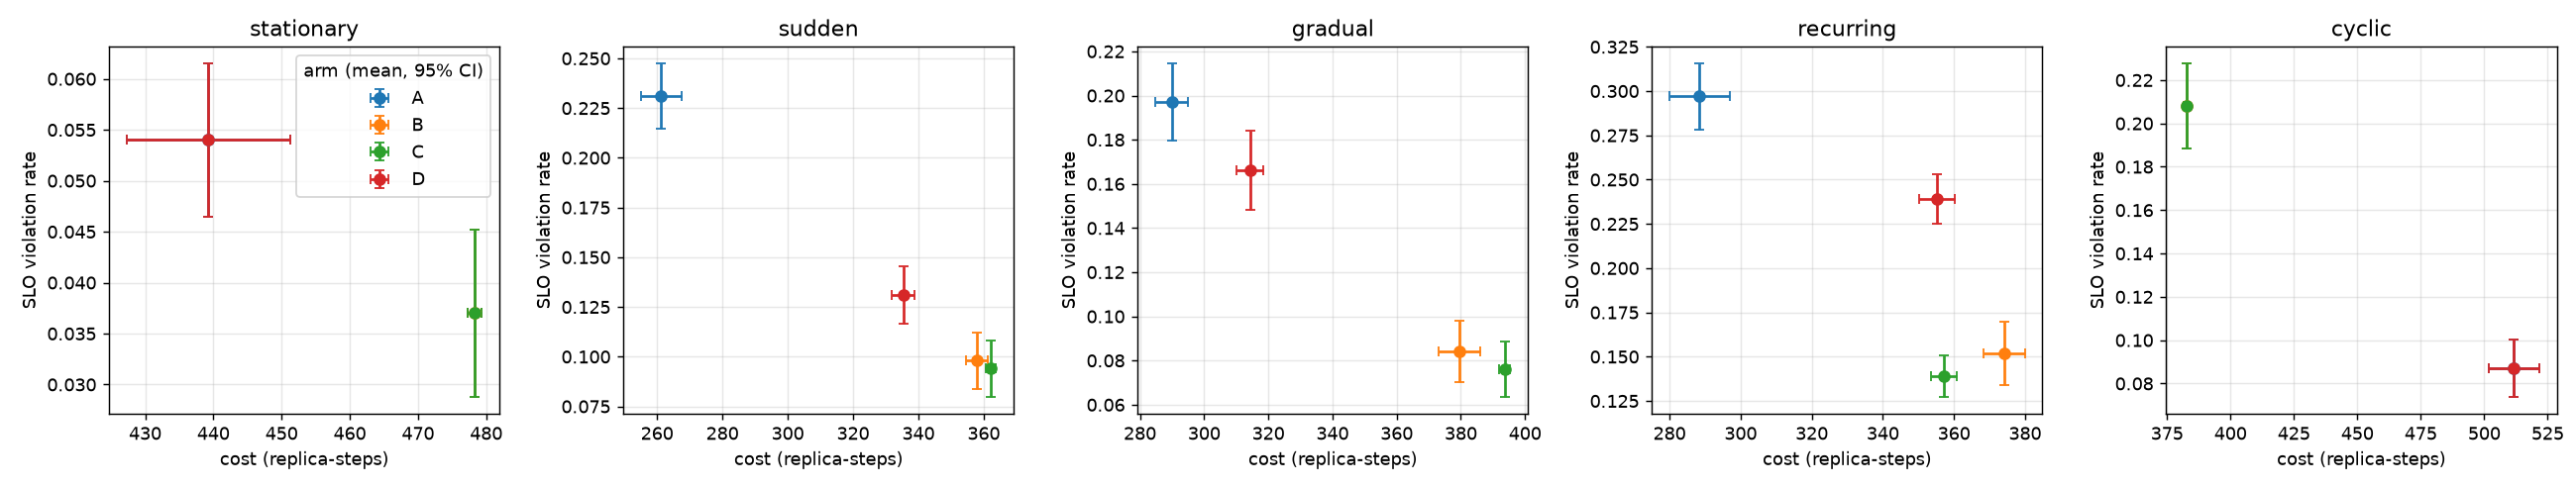 stationary
SLO violation rate
0.060
0.055
0.050
0.045
0.040
0.035
0.030
430 440 450 460 470 480
cost (replica-steps)
arm (mean, 95% CI)
A
B
C
D
sudden
SLO violation rate
0.250
0.225
0.200
0.175
0.150
0.125
0.100
0.075
260 280 300 320 340 360
cost (replica-steps)
gradual
SLO violation rate
0.22
0.20
0.18
0.16
0.14
0.12
0.10
0.08
0.06
280 300 320 340 360 380 400
cost (replica-steps)
recurring
SLO violation rate
0.325
0.300
0.275
0.250
0.225
0.200
0.175
0.150
0.125
280 300 320 340 360 380
cost (replica-steps)
cyclic
SLO violation rate
0.22
0.20
0.18
0.16
0.14
0.12
0.10
0.08
375 400 425 450 475 500 525
cost (replica-steps)